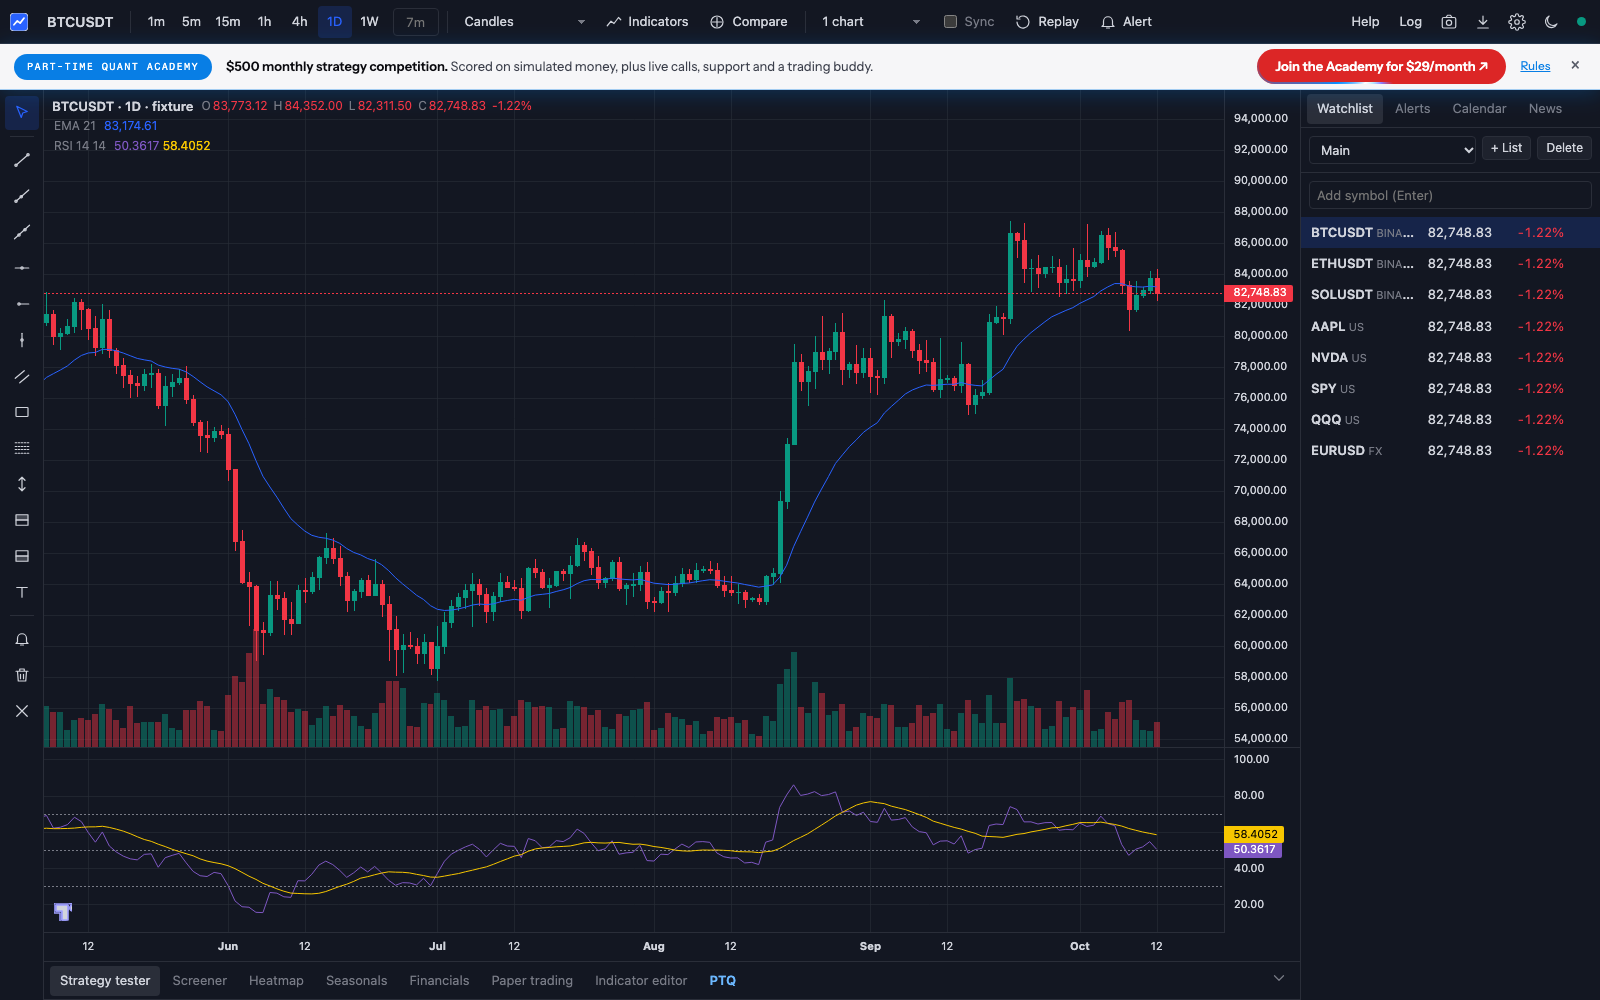 BTCUSDT 1m 5m 15m 1h 4h 1D 1W 7m Candles Indicators Compare 1 chart Sync Replay Alert Help Log
PART-TIME QUANT ACADEMY $500 monthly strategy competition. Scored on simulated money, plus live calls, support and a trading buddy. Join the Academy for $29/month ↗ Rules ×
BTCUSDT · 1D · fixture O 83,773.12 H 84,352.00 L 82,311.50 C 82,748.83 -1.22%
EMA 21 83,174.61
RSI 14 14 50.3617 58.4052
94,000.00
92,000.00
90,000.00
88,000.00
86,000.00
84,000.00
82,748.83
82,000.00
80,000.00
78,000.00
76,000.00
74,000.00
72,000.00
70,000.00
68,000.00
66,000.00
64,000.00
62,000.00
60,000.00
58,000.00
56,000.00
54,000.00
100.00
80.00
58.4052
50.3617
40.00
20.00
12 Jun 12 Jul 12 Aug 12 Sep 12 Oct 12
Strategy tester Screener Heatmap Seasonals Financials Paper trading Indicator editor PTQ
Watchlist Alerts Calendar News
Main + List Delete
Add symbol (Enter)
BTCUSDT BINA... 82,748.83 -1.22%
ETHUSDT BINA... 82,748.83 -1.22%
SOLUSDT BINA... 82,748.83 -1.22%
AAPL US 82,748.83 -1.22%
NVDA US 82,748.83 -1.22%
SPY US 82,748.83 -1.22%
QQQ US 82,748.83 -1.22%
EURUSD FX 82,748.83 -1.22%